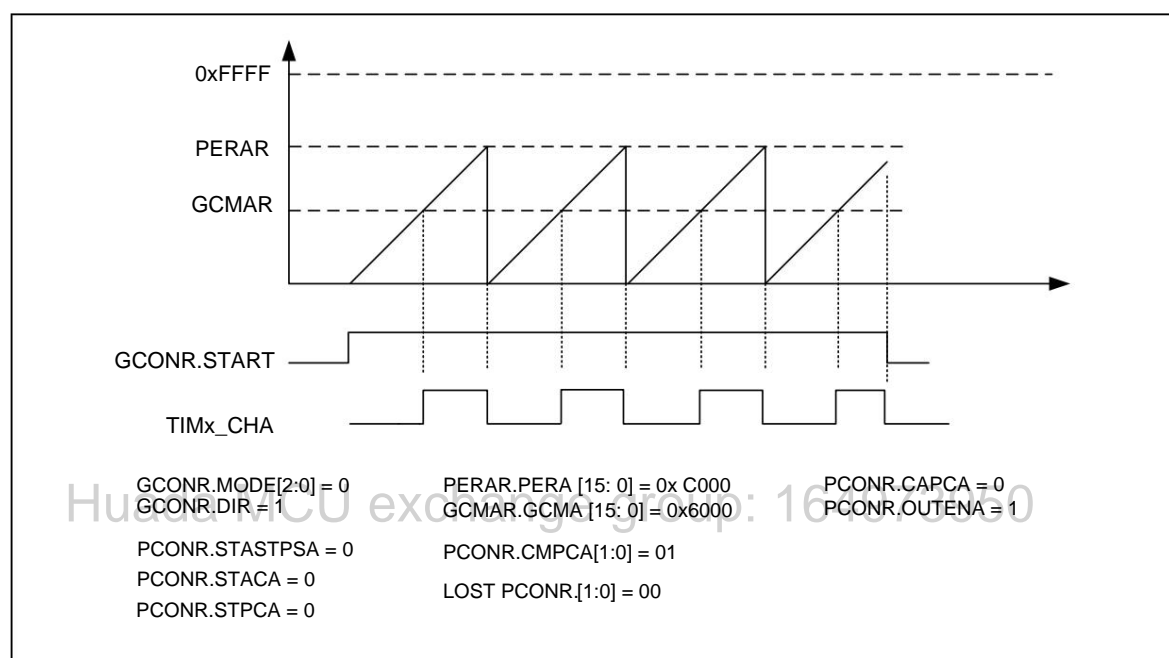 0xFFFF
PERAR
GCMAR
GCONR.START
TIMx_CHA
GCONR.MODE[2:0] = 0 PERAR.PERA [15: 0] = 0x C000 PCONR.CAPCA = 0
Huada MCU exchange group: 164973950
GCONR.DIR = 1 GCMAR.GCMA [15: 0] = 0x6000 PCONR.OUTENA = 1
PCONR.STASTPSA = 0 PCONR.CMPCA[1:0] = 01
PCONR.STACA = 0 LOST PCONR.[1:0] = 00
PCONR.STPCA = 0